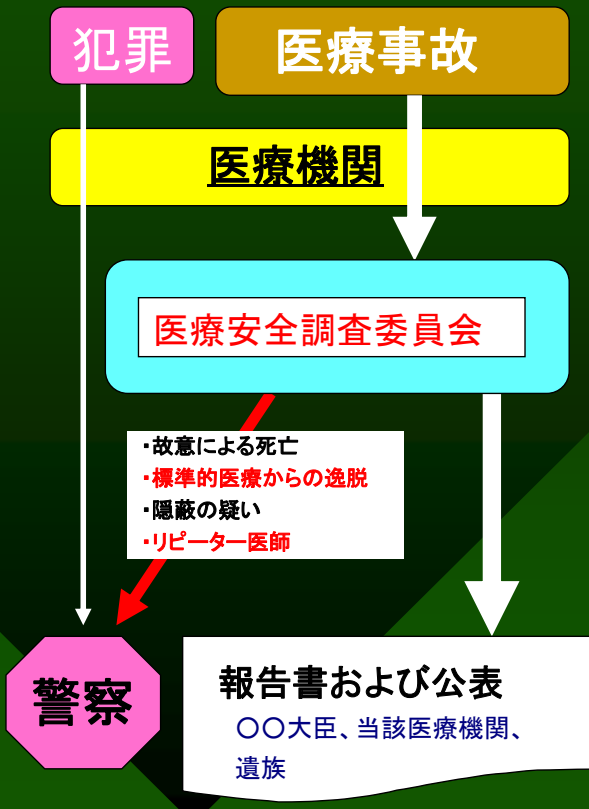 犯罪
医療事故
医療機関
医療安全調査委員会
・故意による死亡
・標準的医療からの逸脱
・隠蔽の疑い
・リピーター医師
警察
報告書および公表
〇〇大臣、当該医療機関、
遺族